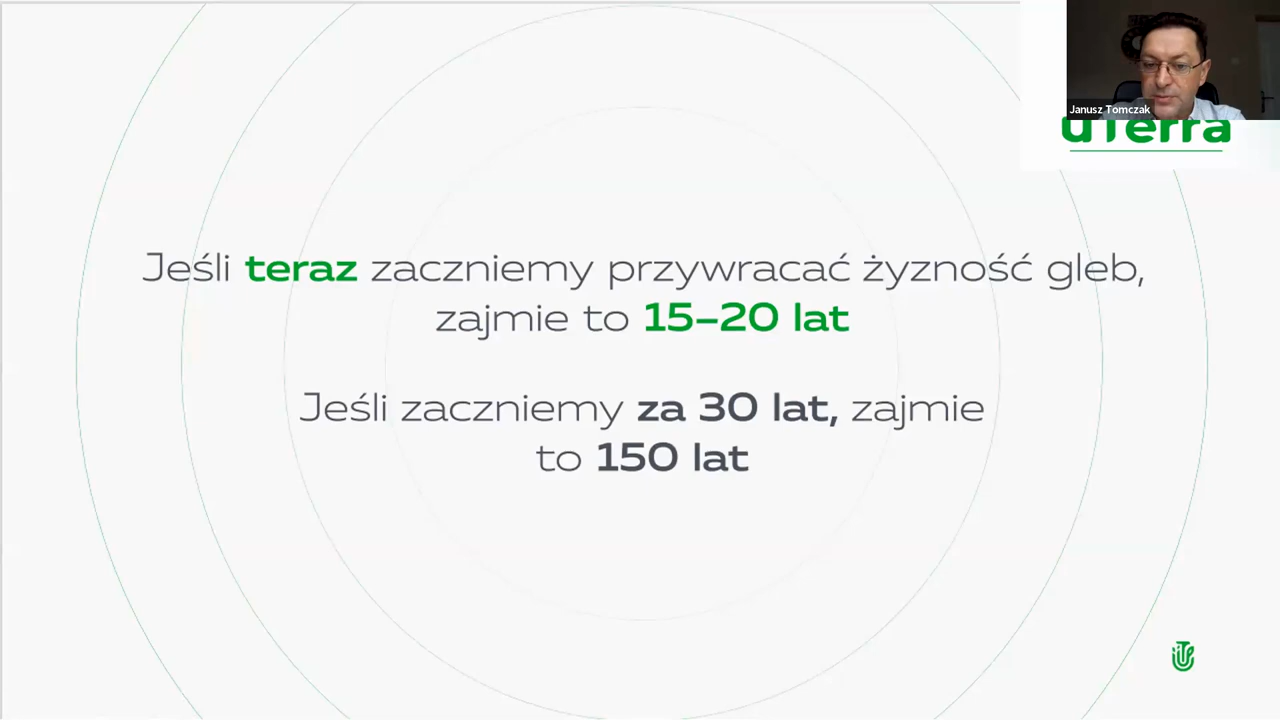 Janusz Tomczak
uTerra
Jeśli teraz zaczniemy przywracać żyzność gleb,
zajmie to 15–20 lat
Jeśli zaczniemy za 30 lat, zajmie
to 150 lat